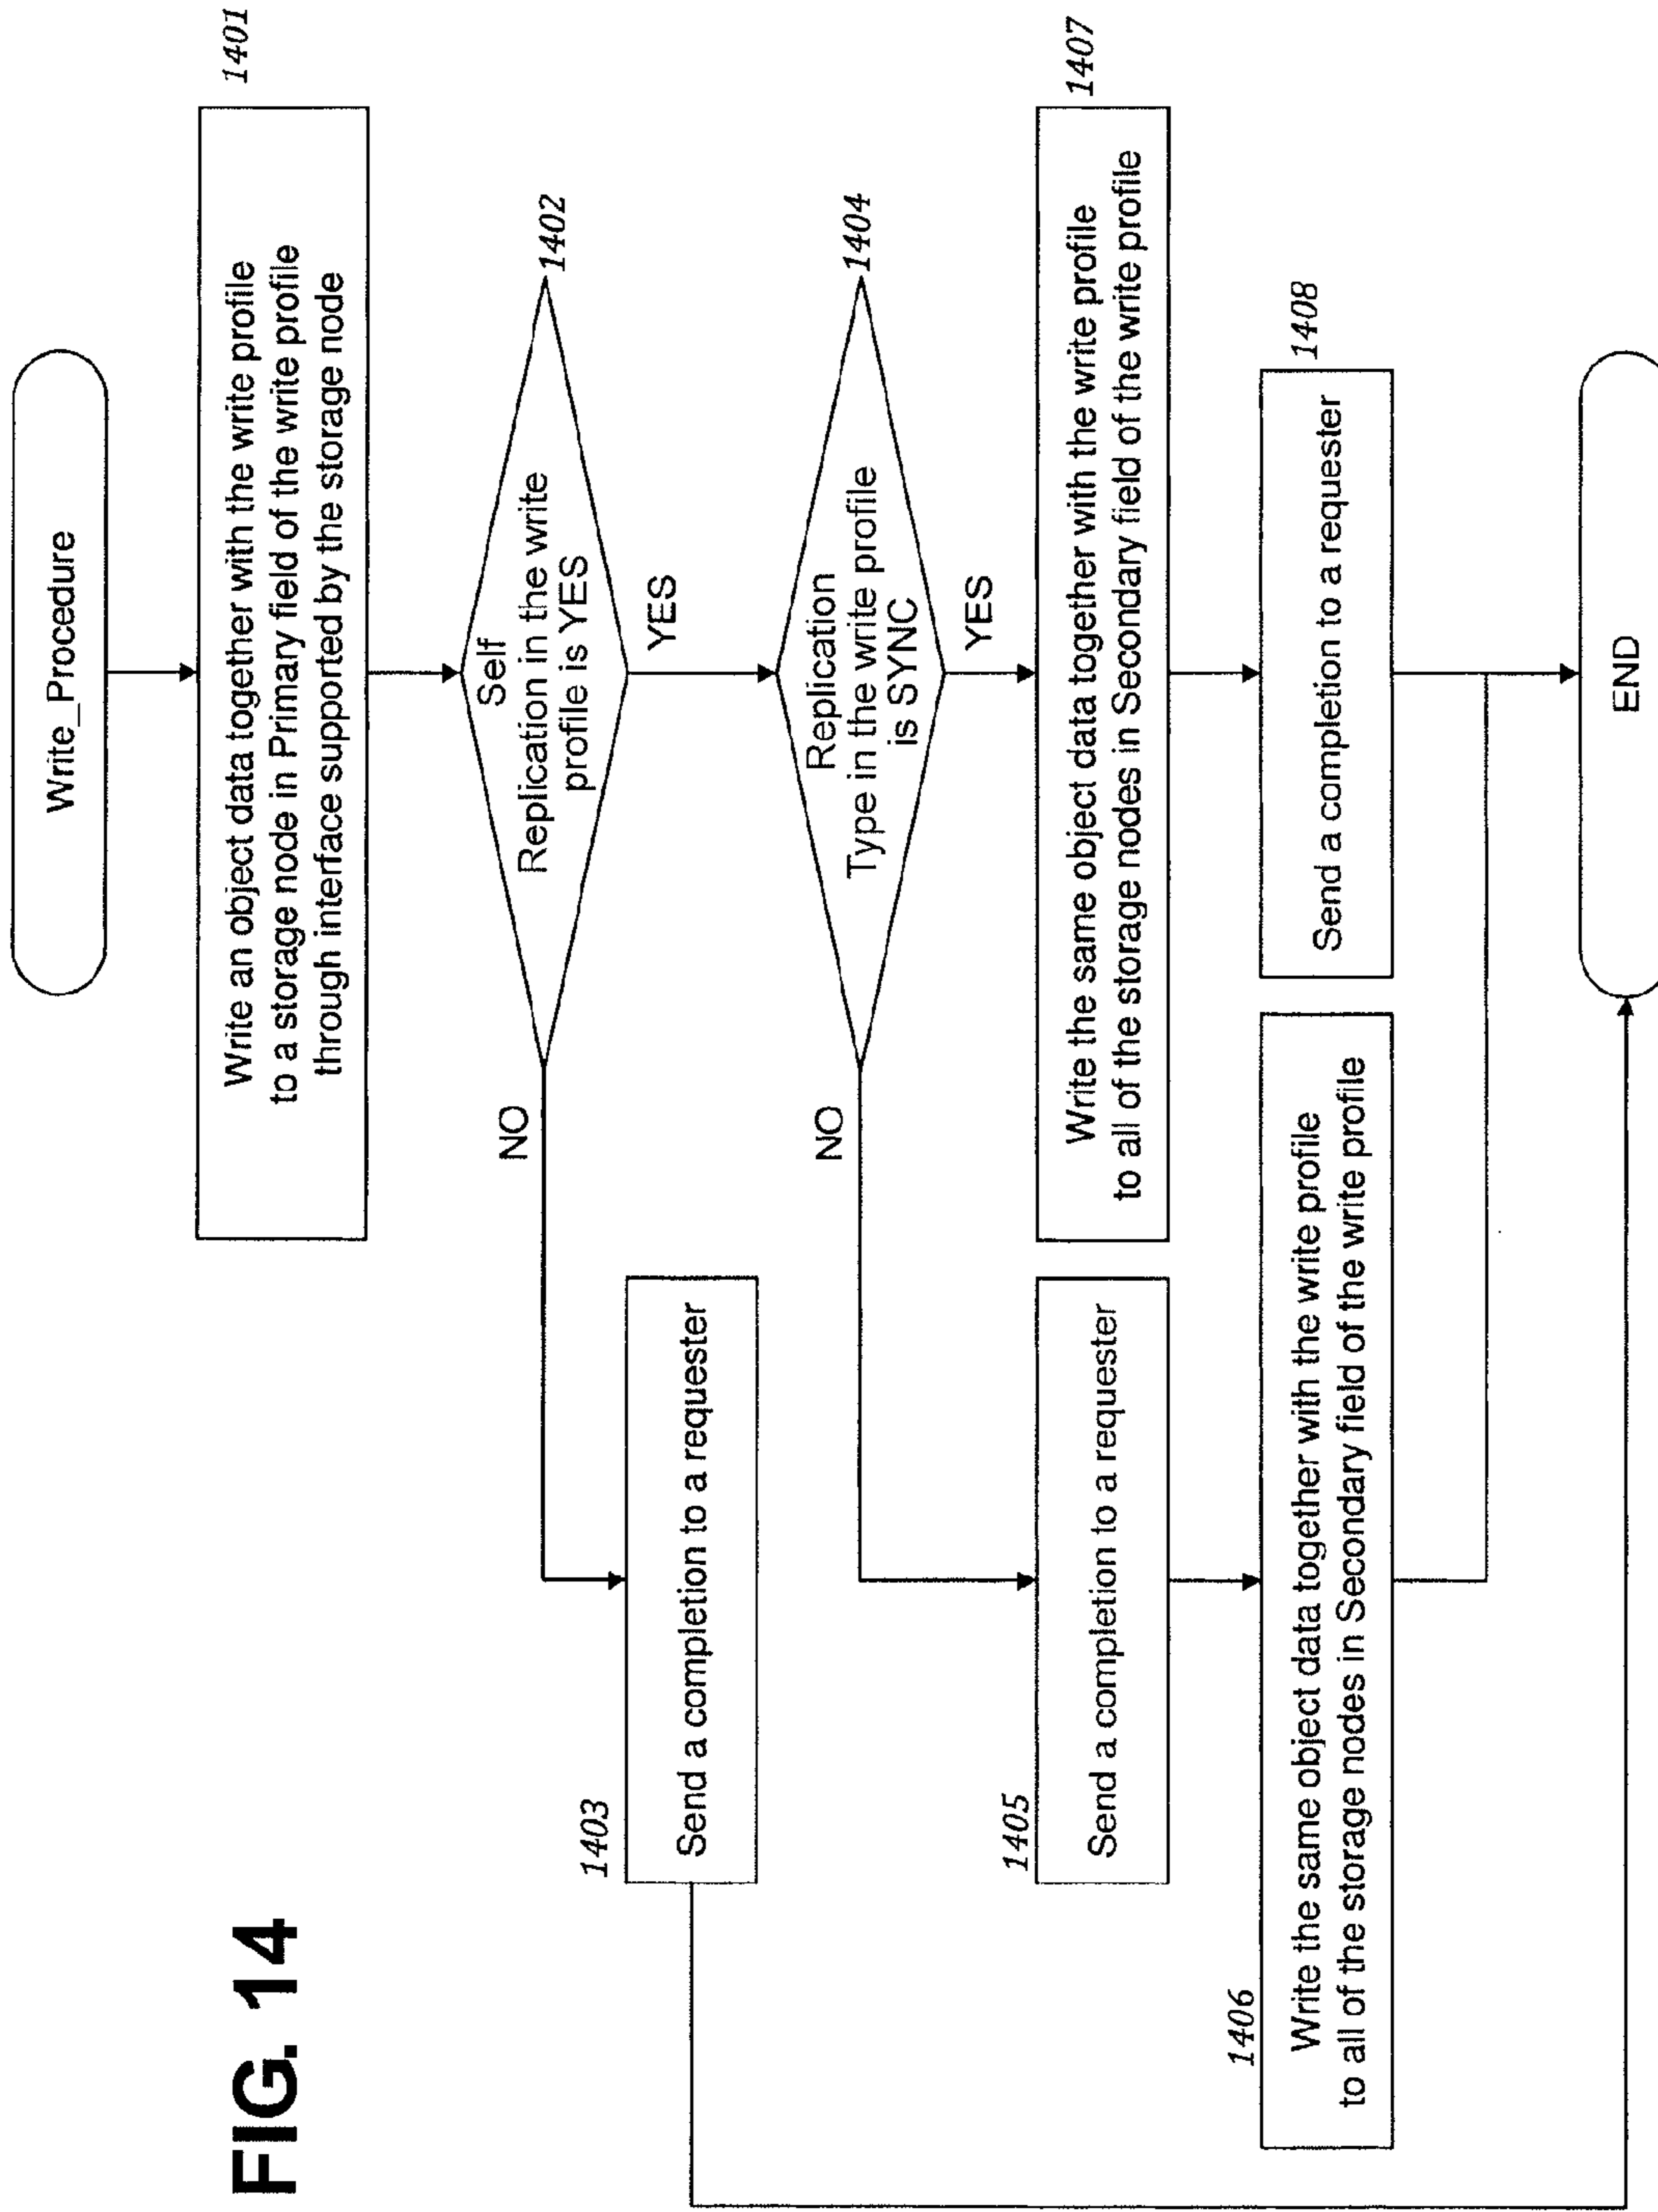 FIG. 14
Write_Procedure
1401
Write an object data together with the write profile
to a storage node in Primary field of the write profile
through interface supported by the storage node
1402
Self
Replication in the write
profile is YES
NO
YES
1403
Send a completion to a requester
1404
Replication
Type in the write profile
is SYNC
NO
YES
1405
Send a completion to a requester
1407
Write the same object data together with the write profile
to all of the storage nodes in Secondary field of the write profile
1406
Write the same object data together with the write profile
to all of the storage nodes in Secondary field of the write profile
1408
Send a completion to a requester
END